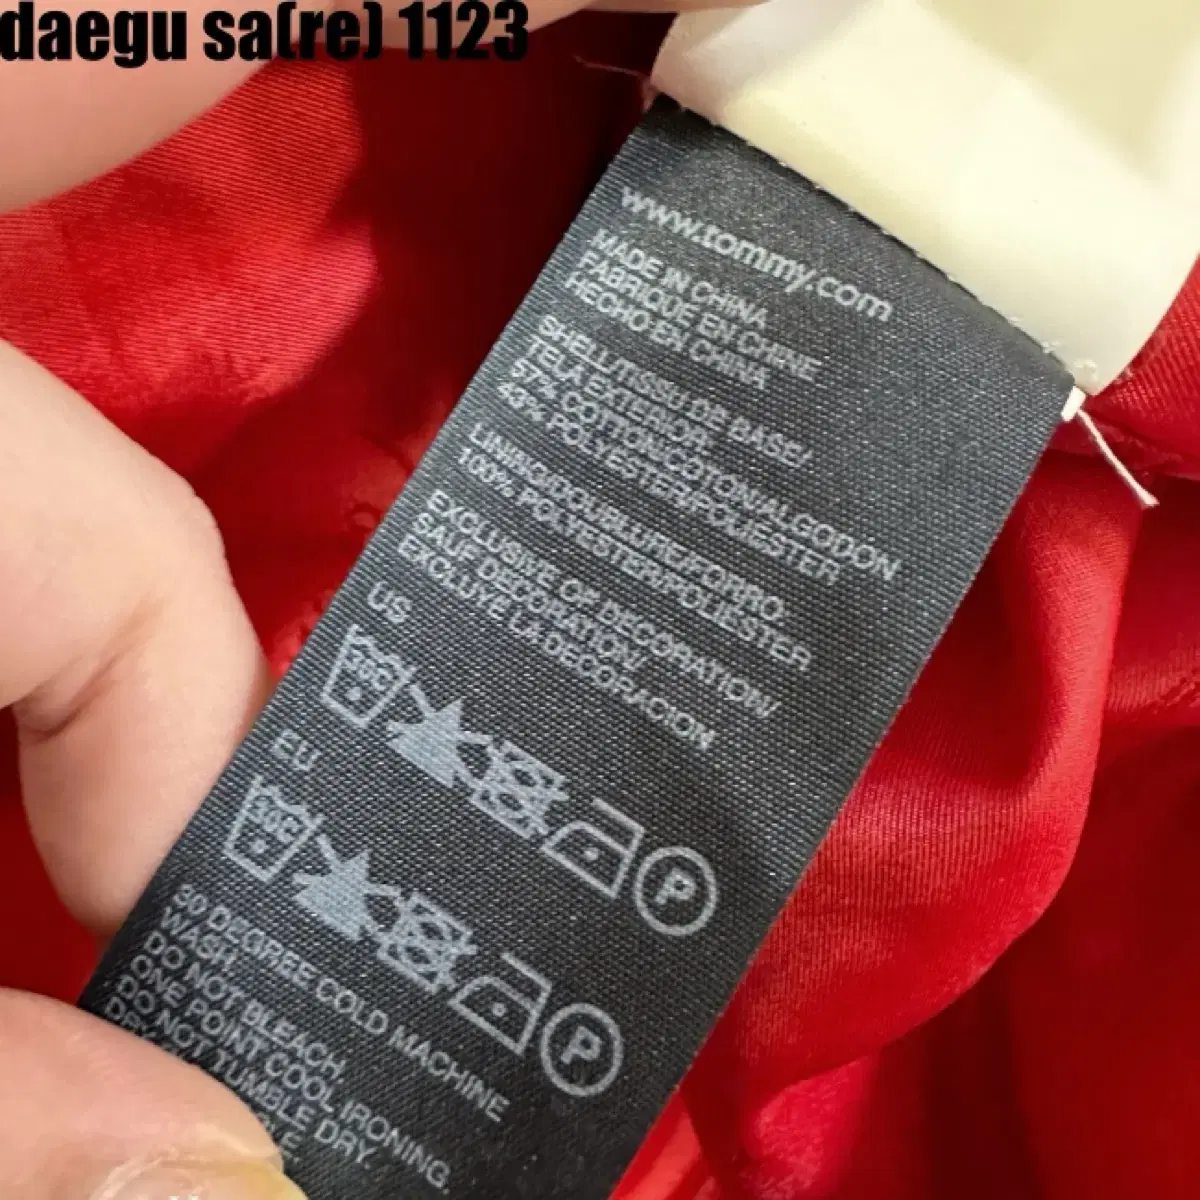 daegu sa(re) 1123
www.tommy.com
MADE IN CHINA
FABRIQUE EN CHINE
HECHO EN CHINA
SHELL/TISSU DE BASE/
TELA EXTERIOR:
57% COTTON/COTON/ALGODON
43% POLYESTER/POLIESTER
LINING/DOUBLURE/FORRO:
100% POLYESTER/POLIESTER
EXCLUSIVE OF DECORATION/
SAUF DECORATION/
EXCLUYE LA DECORACION
US
30C
P
EU
30C
P
30 DEGREE COLD MACHINE
WASH.
DO NOT BLEACH,
ONE POINT COOL IRONING.
DO NOT TUMBLE DRY.
DRY